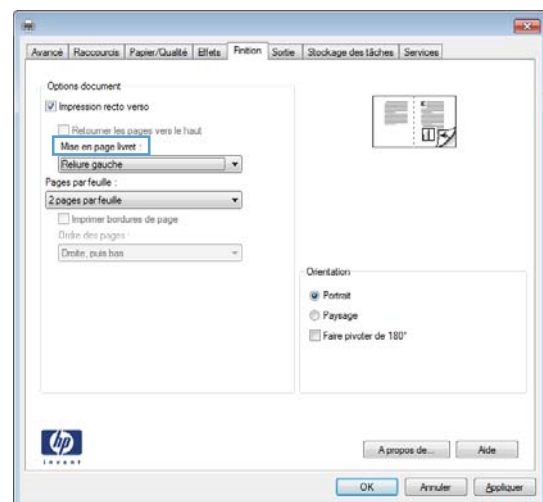 Avancé Raccourcis Papier/Qualité Effets Finition Sortie Stockage des tâches Services
Options document
Impression recto verso
Retourner les pages vers le haut
Mise en page livret :
Reliure gauche
Pages par feuille :
2 pages par feuille
Imprimer bordures de page
Ordre des pages :
Droite, puis bas
Orientation
Portrait
Paysage
Faire pivoter de 180°
hp
invent
A propos de... Aide
OK Annuler Appliquer